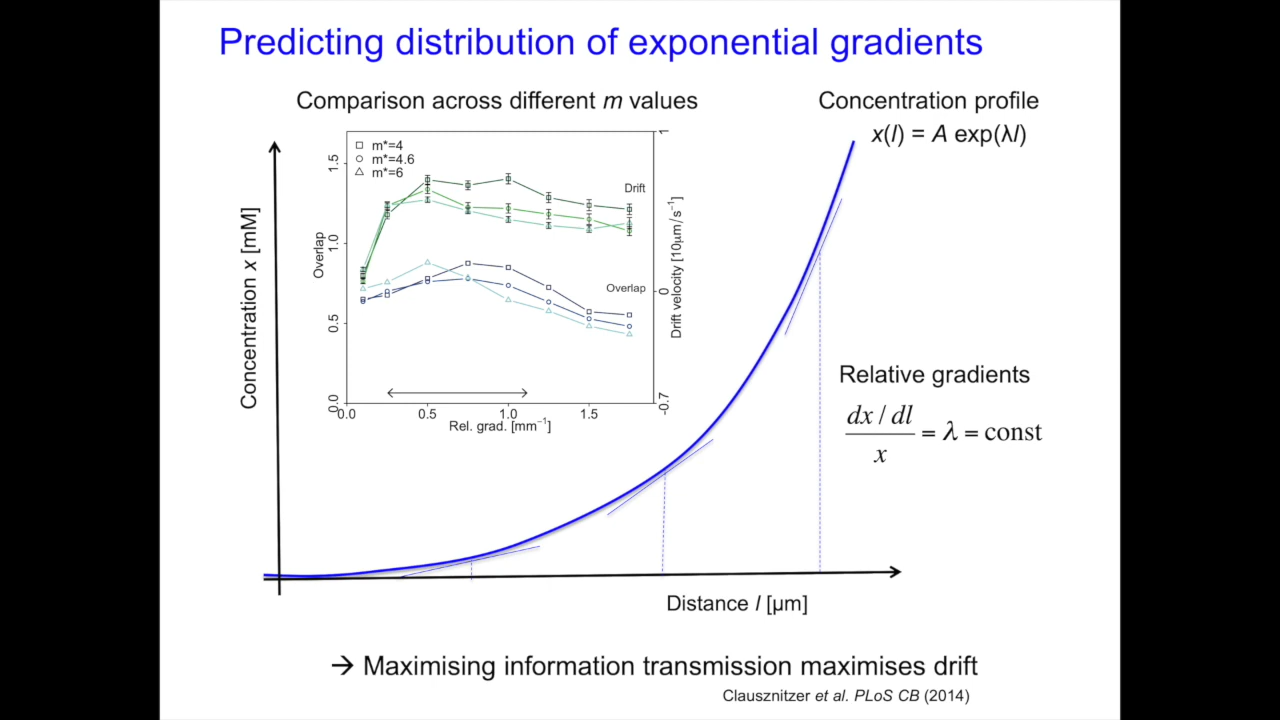 Predicting distribution of exponential gradients
Comparison across different m values
Concentration profile
x(l) = A exp(λl)
m*=4
m*=4.6
m*=6
Drift
Overlap
Overlap
0.0
0.5
1.0
1.5
Drift velocity [10μm/s⁻¹]
-0.7
0
1
0.0
0.5
1.0
1.5
Rel. grad. [mm⁻¹]
Concentration x [mM]
Relative gradients
dx / dl
x
= λ = const
Distance l [µm]
→ Maximising information transmission maximises drift
Clausznitzer et al. PLoS CB (2014)